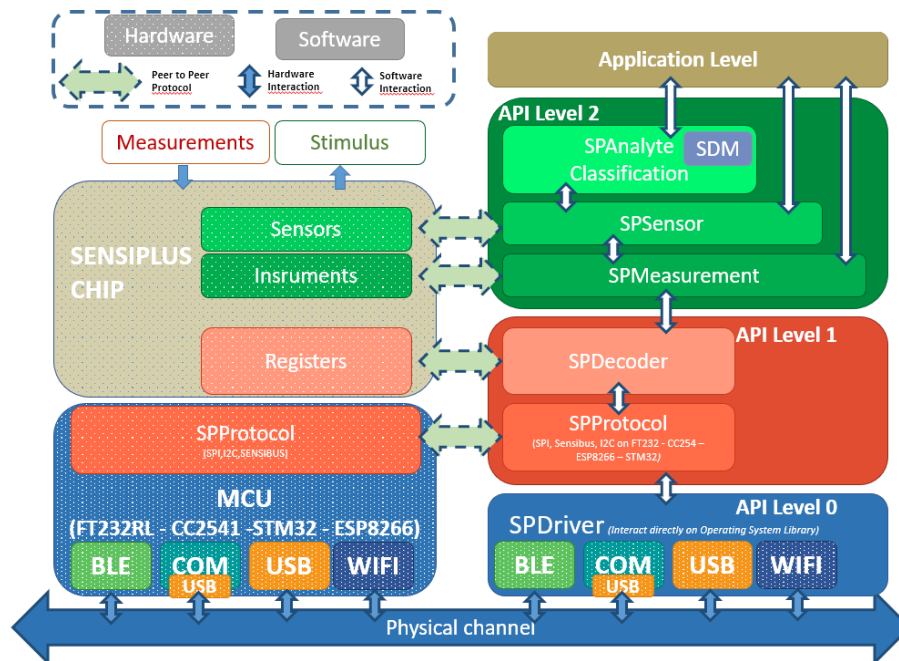 Hardware
Software
Peer to Peer
Protocol
Hardware
Interaction
Software
Interaction
Measurements
Stimulus
SENSIPLUS
CHIP
Sensors
Insruments
Registers
SPProtocol
(SPI,I2C,SENSIBUS)
MCU
(FT232RL - CC2541 -STM32 - ESP8266)
BLE
COM
USB
USB
WIFI
Application Level
API Level 2
SPAnalyte
Classification
SDM
SPSensor
SPMeasurement
API Level 1
SPDecoder
SPProtocol
(SPI, Sensibus, I2C on FT232 - CC254 –
ESP8266 – STM32)
API Level 0
SPDriver (Interact directly on Operating System Library)
BLE
COM
USB
USB
WIFI
Physical channel